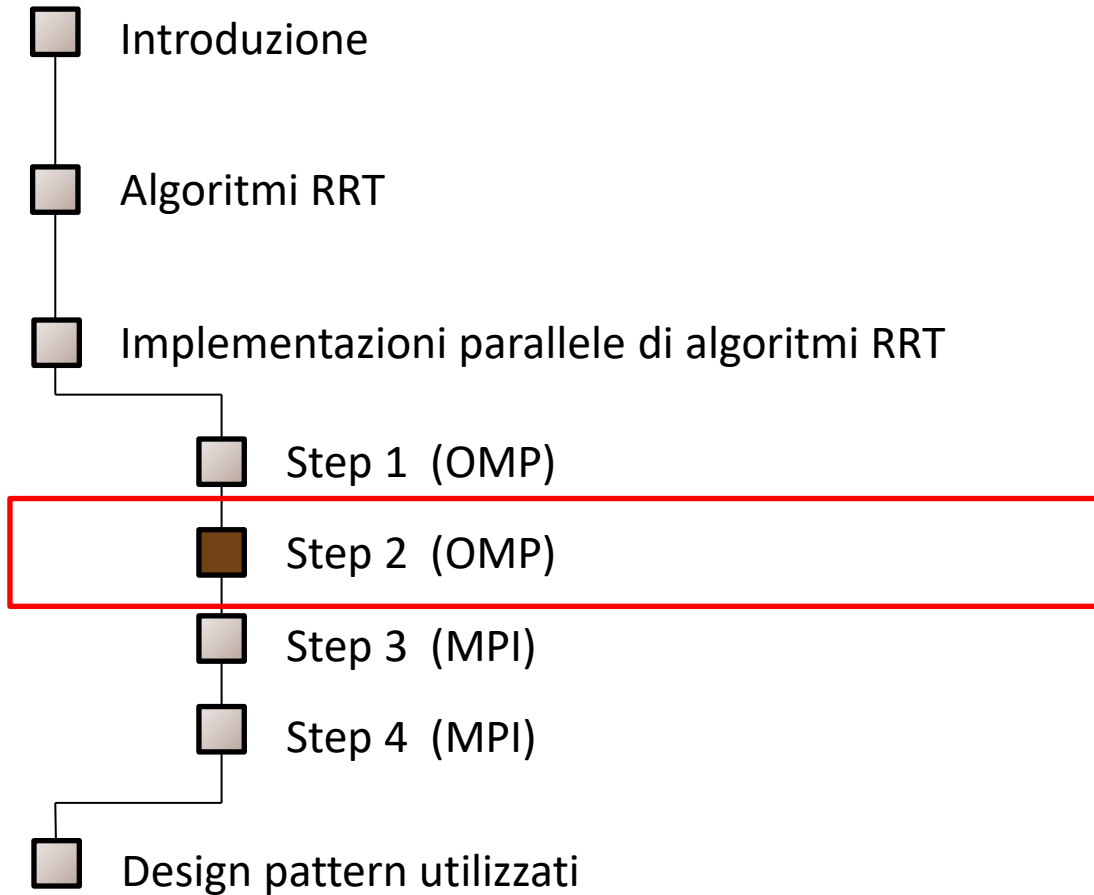 Introduzione
Algoritmi RRT
Implementazioni parallele di algoritmi RRT
Step 1 (OMP)
Step 2 (OMP)
Step 3 (MPI)
Step 4 (MPI)
Design pattern utilizzati